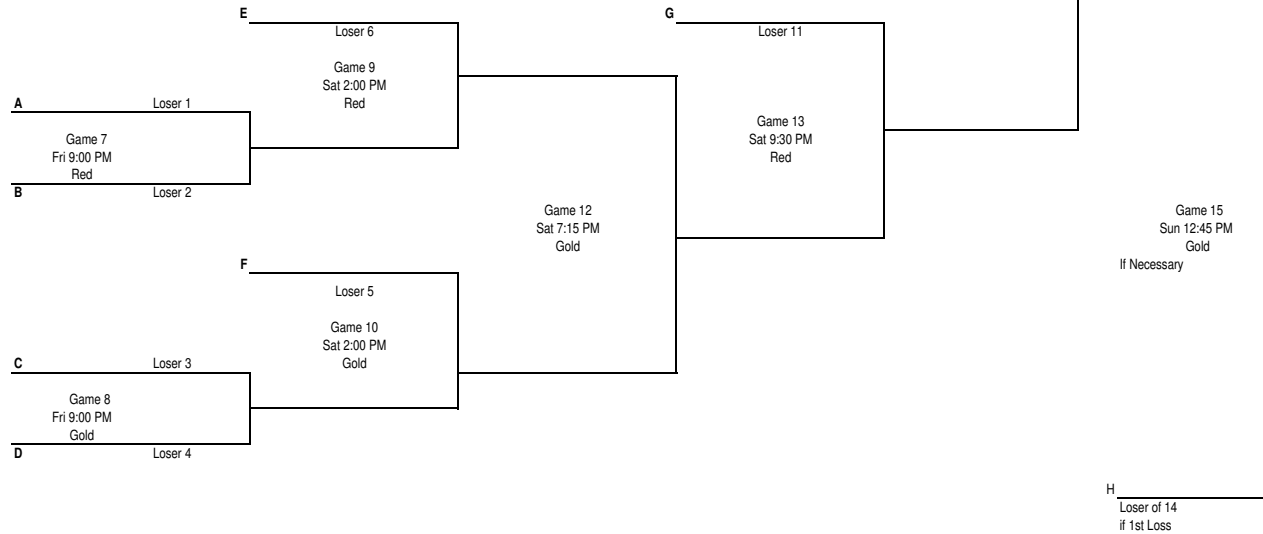 E
Loser 6
G
Loser 11
Game 9
Sat 2:00 PM
Red
A
Loser 1
Game 7
Fri 9:00 PM
Red
B
Loser 2
Game 13
Sat 9:30 PM
Red
Game 12
Sat 7:15 PM
Gold
Game 15
Sun 12:45 PM
Gold
If Necessary
F
Loser 5
Game 10
Sat 2:00 PM
Gold
C
Loser 3
Game 8
Fri 9:00 PM
Gold
D
Loser 4
H
Loser of 14
if 1st Loss